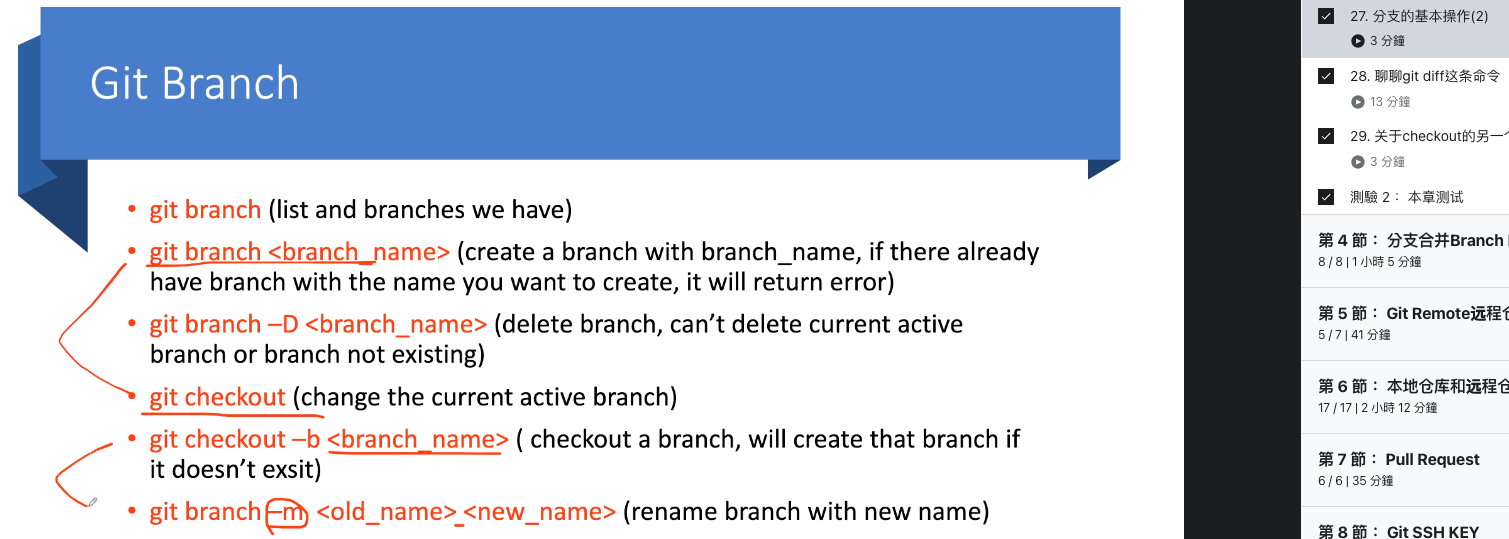 Git Branch
• git branch (list and branches we have)
• git branch <branch_name> (create a branch with branch_name, if there already
have branch with the name you want to create, it will return error)
• git branch –D <branch_name> (delete branch, can’t delete current active
branch or branch not existing)
• git checkout (change the current active branch)
• git checkout –b <branch_name> ( checkout a branch, will create that branch if
it doesn’t exsit)
• git branch –m <old_name> <new_name> (rename branch with new name)
27. 分支的基本操作(2)
3 分鐘
28. 聊聊git diff这条命令
13 分鐘
29. 关于checkout的另一
3 分鐘
測驗 2： 本章测试
第 4 節： 分支合并Branch
8 / 8 | 1 小時 5 分鐘
第 5 節： Git Remote远程
5 / 7 | 41 分鐘
第 6 節： 本地仓库和远程
17 / 17 | 2 小時 12 分鐘
第 7 節： Pull Request
6 / 6 | 35 分鐘
第 8 節： Git SSH KEY